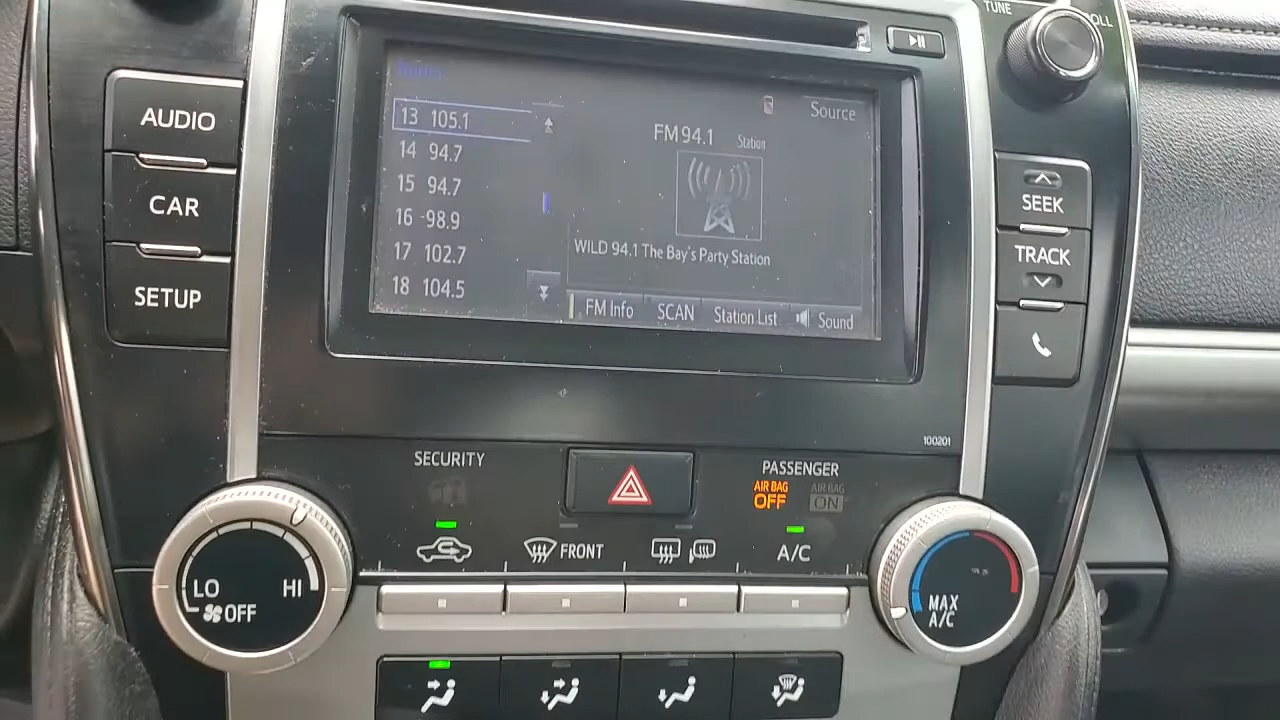 TUNE
AUDIO
CAR
SETUP
13 105.1
14 94.7
15 94.7
16 98.9
17 102.7
18 104.5
Source
FM 94.1 Station
WILD 94.1 The Bay's Party Station
FM Info SCAN Station List Sound
SEEK
TRACK
100201
SECURITY
PASSENGER
AIR BAG OFF
AIR BAG ON
FRONT
A/C
LO HI
OFF
MAX
A/C